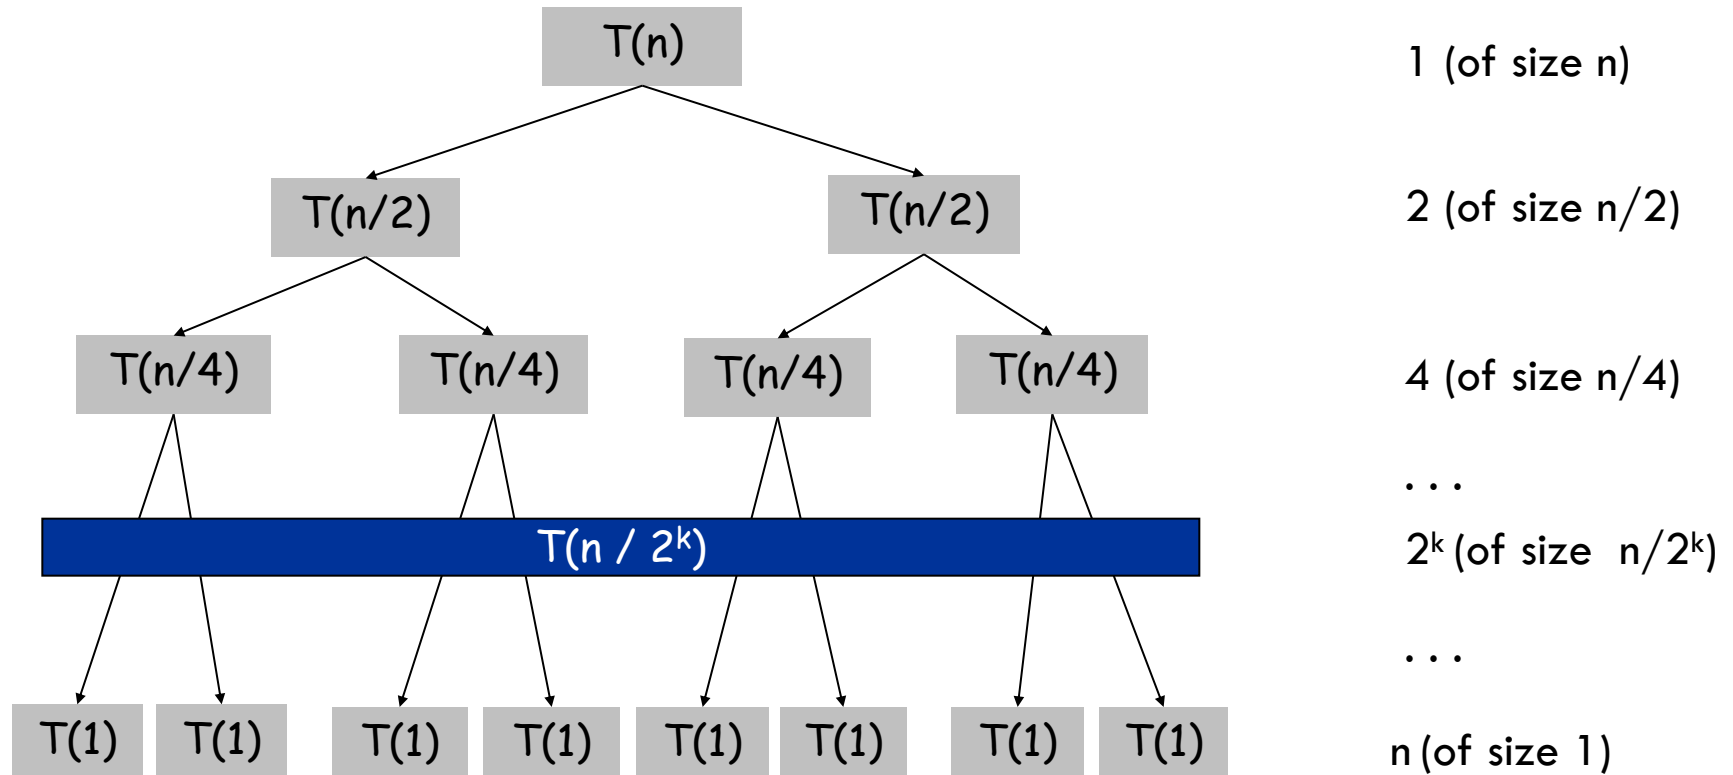 T(n) 1 (of size n)
T(n/2) T(n/2) 2 (of size n/2)
T(n/4) T(n/4) T(n/4) T(n/4) 4 (of size n/4)
. . .
T(n / 2ᵏ) 2ᵏ (of size n/2ᵏ)
. . .
T(1) T(1) T(1) T(1) T(1) T(1) T(1) T(1) n (of size 1)